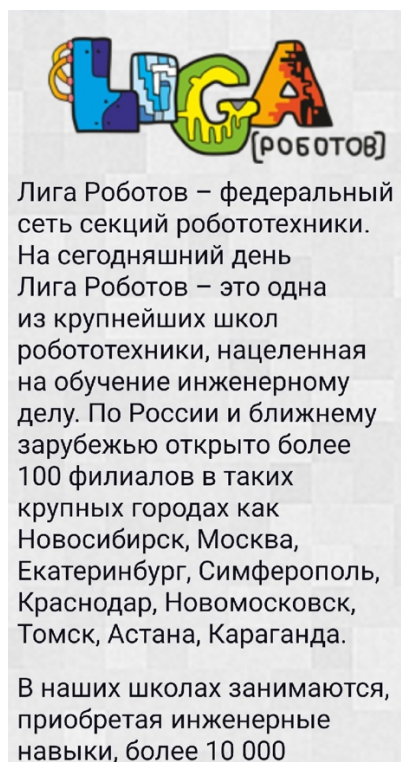 LIGA
[РОБОТОВ]
Лига Роботов – федеральный
сеть секций робототехники.
На сегодняшний день
Лига Роботов – это одна
из крупнейших школ
робототехники, нацеленная
на обучение инженерному
делу. По России и ближнему
зарубежью открыто более
100 филиалов в таких
крупных городах как
Новосибирск, Москва,
Екатеринбург, Симферополь,
Краснодар, Новомосковск,
Томск, Астана, Караганда.
В наших школах занимаются,
приобретая инженерные
навыки, более 10 000